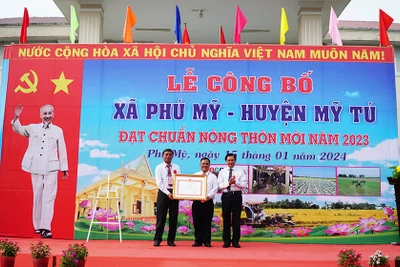 NƯỚC CỘNG HÒA XÃ HỘI CHỦ NGHĨA VIỆT NAM MUÔN NĂM!
LỄ CÔNG BỐ
XÃ PHÚ MỸ - HUYỆN MỸ TÚ
ĐẠT CHUẨN NÔNG THÔN MỚI NĂM 2023
Phú Mỹ, ngày 15 tháng 01 năm 2024